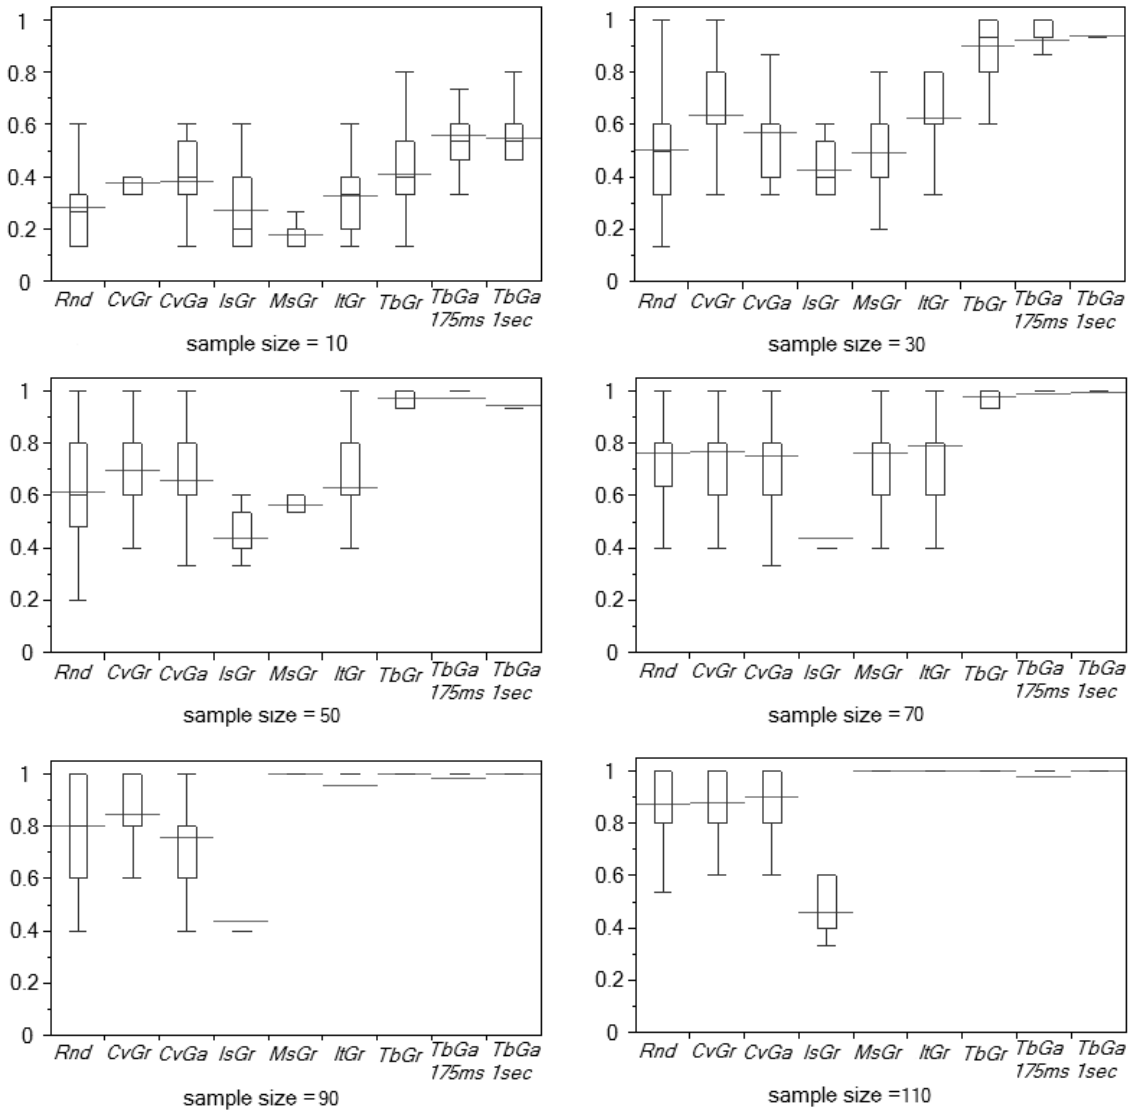 1
0.8
0.6
0.4
0.2
0
Rnd CvGr CvGa IsGr MsGr ItGr TbGr TbGa TbGa
175ms 1sec
sample size = 10
1
0.8
0.6
0.4
0.2
0
Rnd CvGr CvGa IsGr MsGr ItGr TbGr TbGa TbGa
175ms 1sec
sample size = 30
1
0.8
0.6
0.4
0.2
0
Rnd CvGr CvGa IsGr MsGr ItGr TbGr TbGa TbGa
175ms 1sec
sample size = 50
1
0.8
0.6
0.4
0.2
0
Rnd CvGr CvGa IsGr MsGr ItGr TbGr TbGa TbGa
175ms 1sec
sample size = 70
1
0.8
0.6
0.4
0.2
0
Rnd CvGr CvGa IsGr MsGr ItGr TbGr TbGa TbGa
175ms 1sec
sample size =90
1
0.8
0.6
0.4
0.2
0
Rnd CvGr CvGa IsGr MsGr ItGr TbGr TbGa TbGa
175ms 1sec
sample size =110